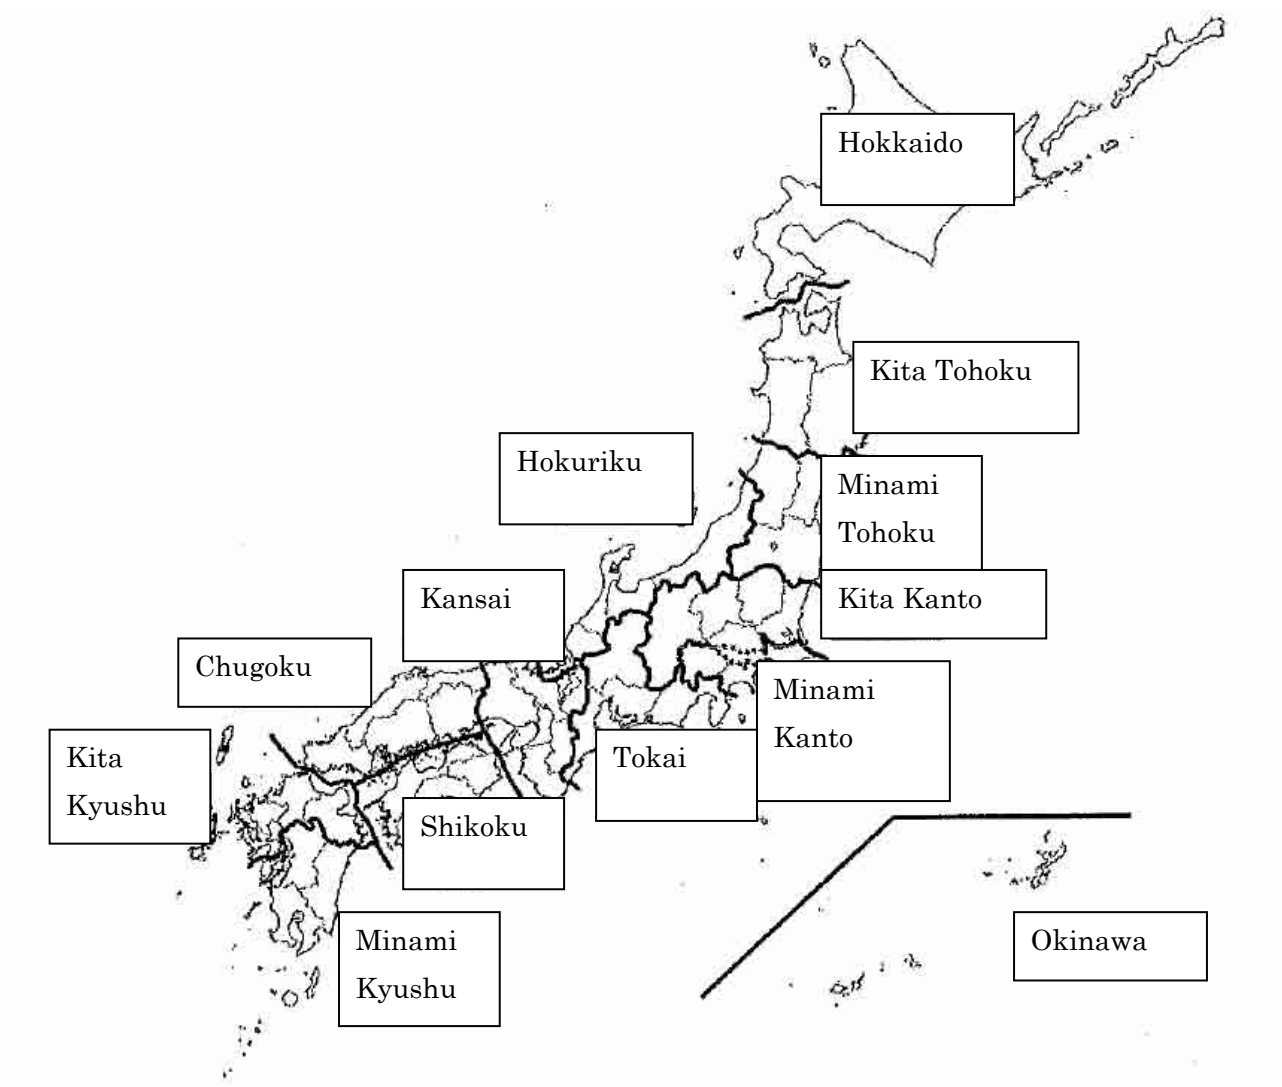 Hokkaido
Kita Tohoku
Hokuriku
Minami
Tohoku
Kansai
Kita Kanto
Chugoku
Minami
Kanto
Kita
Kyushu
Tokai
Shikoku
Minami
Kyushu
Okinawa